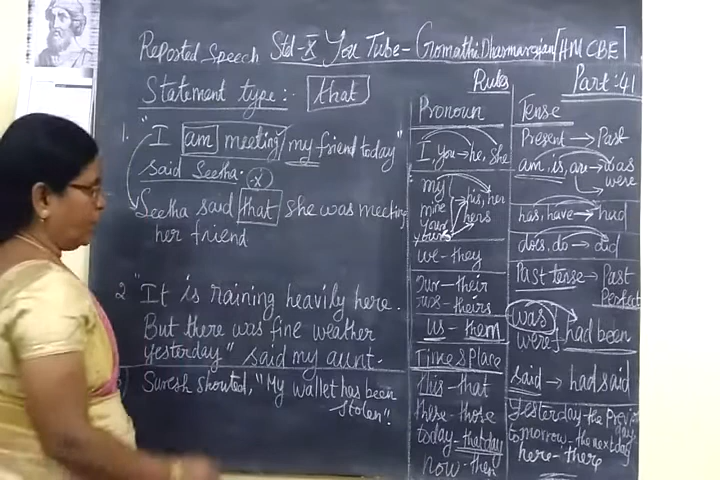 Reported Speech Std-X You Tube - Gomathi Dharmarajan [HM CBE]
Part: 41
Statement type:- that
1. "I am meeting my friend today"
said Seetha.
(x)
Seetha said that she was meeting
her friend
2 "It is raining heavily here.
But there was fine weather
yesterday" said my aunt.
3) Suresh shouted, "My wallet has been
stolen".
Rules
Pronoun
I, you → he, she
my
mine
your
yours
his, her
hers
we - they
Our - their
ours - theirs
us - them
Time & Place
this - that
these - those
today - that day
now - then
Tense
Present → Past
am, is, are → was
were
has, have → had
does, do → did
Past tense → Past
Perfect
was
were
had been
said → had said
Yesterday - the previous
day
tomorrow - the next day
here - there